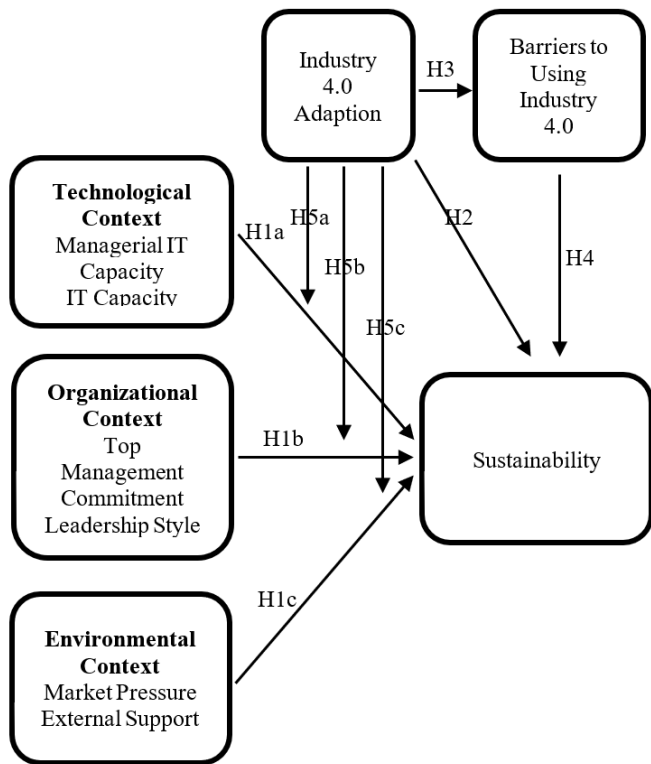 Industry
4.0
Adaption
H3
Barriers to
Using
Industry
4.0
Technological
Context
Managerial IT
Capacity
IT Capacity
H1a
H5a
H5b
H5c
H2
H4
Organizational
Context
Top
Management
Commitment
Leadership Style
H1b
Sustainability
H1c
Environmental
Context
Market Pressure
External Support